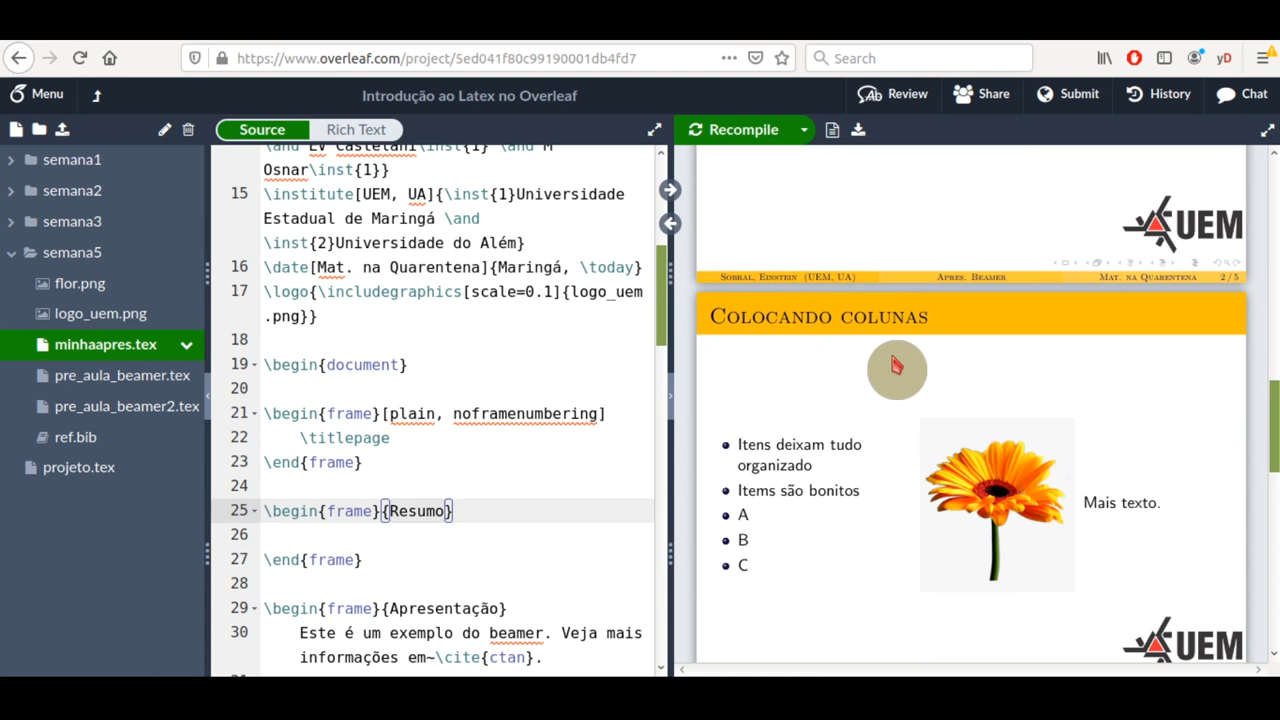 https://www.overleaf.com/project/5ed041f80c99190001db4fd7
Search
yD
Menu
Introdução ao Latex no Overleaf
Review
Share
Submit
History
Chat
Source
Rich Text
Recompile
semana1
semana2
semana3
semana5
flor.png
logo_uem.png
minhaapres.tex
pre_aula_beamer.tex
pre_aula_beamer2.tex
ref.bib
projeto.tex
\and EV Castelani\inst{1} \and M
Osnar\inst{1}}
15 \institute[UEM, UA]{\inst{1}Universidade
Estadual de Maringá \and
\inst{2}Universidade do Além}
16 \date[Mat. na Quarentena]{Maringá, \today}
17 \logo{\includegraphics[scale=0.1]{logo_uem
.png}}
18
19 \begin{document}
20
21 \begin{frame}[plain, noframenumbering]
22 \titlepage
23 \end{frame}
24
25 \begin{frame}{Resumo}
26
27 \end{frame}
28
29 \begin{frame}{Apresentação}
30 Este é um exemplo do beamer. Veja mais
informações em~\cite{ctan}.
UEM
Sobral, Einstein (UEM, UA) Apres. Beamer Mat. na Quarentena 2 / 5
Colocando colunas
Itens deixam tudo
organizado
Items são bonitos
A
B
C
Mais texto.
UEM